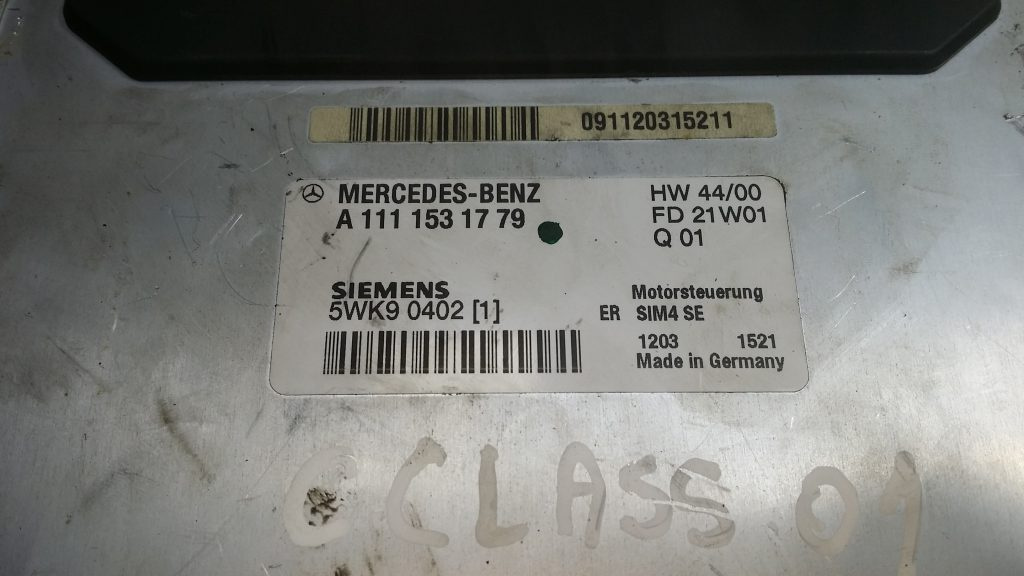 091120315211
MERCEDES-BENZ
A 111 153 17 79
HW 44/00
FD 21W01
Q 01
SIEMENS
5WK9 0402 [1]
Motorsteuerung
ER SIM4 SE
1203 1521
Made in Germany
C CLASS 01